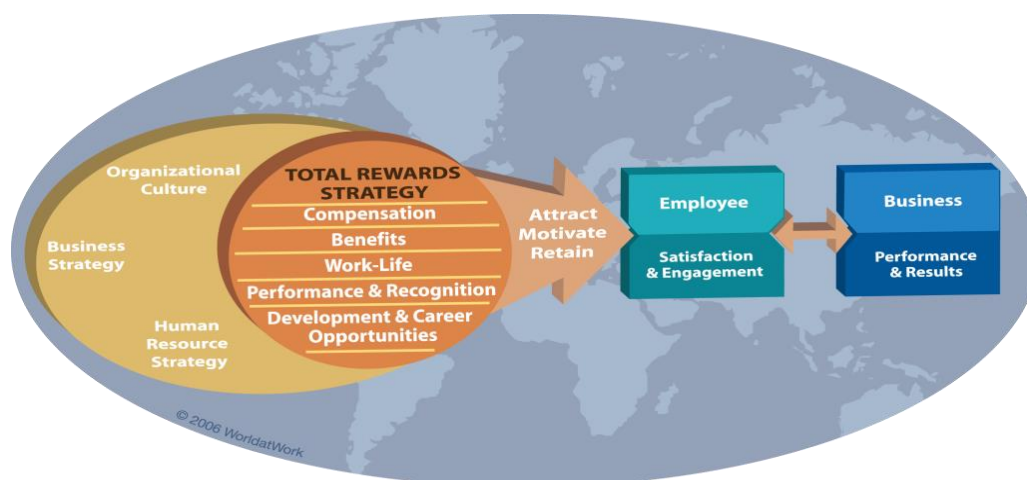 Organizational
Culture
Business
Strategy
Human
Resource
Strategy
TOTAL REWARDS
STRATEGY
Compensation
Benefits
Work-Life
Performance & Recognition
Development & Career
Opportunities
Attract
Motivate
Retain
Employee
Satisfaction
& Engagement
Business
Performance
& Results
© 2006 WorldatWork